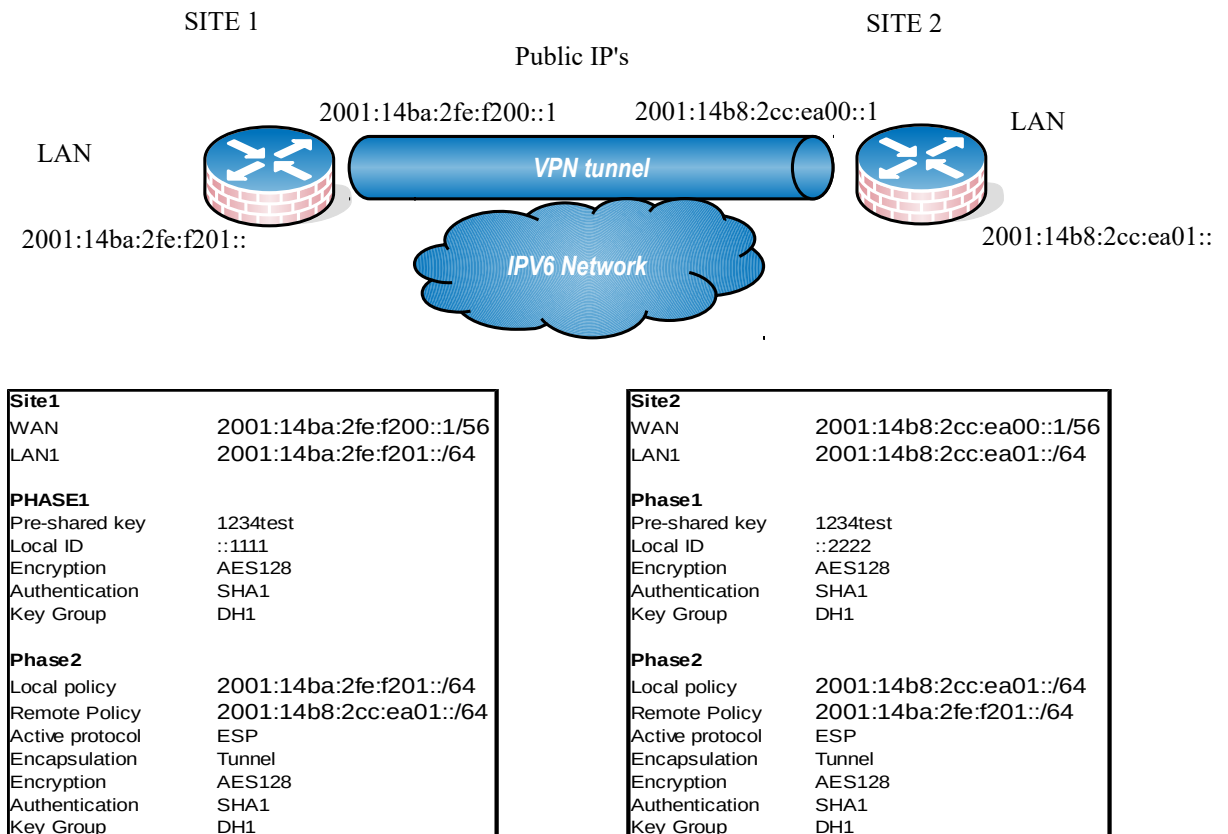 SITE 1
SITE 2
Public IP's
2001:14ba:2fe:f200::1
2001:14b8:2cc:ea00::1
LAN
LAN
VPN tunnel
2001:14ba:2fe:f201::
2001:14b8:2cc:ea01::
IPV6 Network
Site1
WAN 2001:14ba:2fe:f200::1/56
LAN1 2001:14ba:2fe:f201::/64
PHASE1
Pre-shared key 1234test
Local ID ::1111
Encryption AES128
Authentication SHA1
Key Group DH1
Phase2
Local policy 2001:14ba:2fe:f201::/64
Remote Policy 2001:14b8:2cc:ea01::/64
Active protocol ESP
Encapsulation Tunnel
Encryption AES128
Authentication SHA1
Key Group DH1
Site2
WAN 2001:14b8:2cc:ea00::1/56
LAN1 2001:14b8:2cc:ea01::/64
Phase1
Pre-shared key 1234test
Local ID ::2222
Encryption AES128
Authentication SHA1
Key Group DH1
Phase2
Local policy 2001:14b8:2cc:ea01::/64
Remote Policy 2001:14ba:2fe:f201::/64
Active protocol ESP
Encapsulation Tunnel
Encryption AES128
Authentication SHA1
Key Group DH1